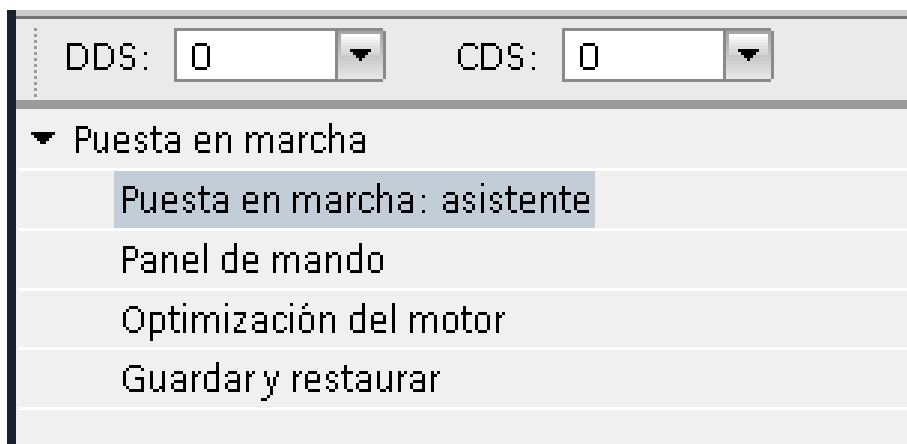 DDS: 0 CDS: 0
Puesta en marcha
Puesta en marcha: asistente
Panel de mando
Optimización del motor
Guardar y restaurar